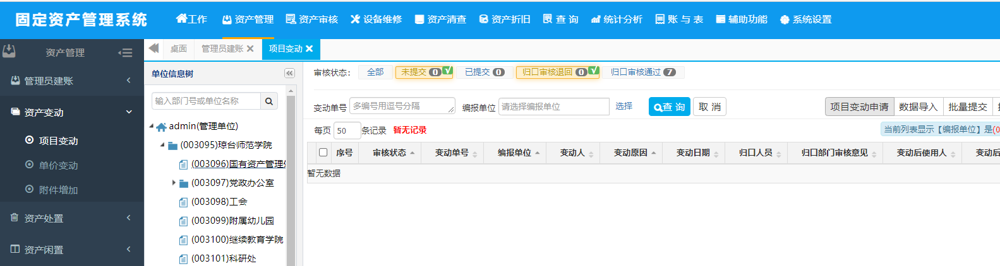 固定资产管理系统
工作 资产管理 资产审核 设备维修 资产清查 资产折旧 查 询 统计分析 账 与 表 辅助功能 系统设置
资产管理
桌面 管理员建账 项目变动
管理员建账
资产变动
项目变动
单价变动
附件增加
资产处置
资产闲置
单位信息树
输入部门号或单位名称
admin(管理单位)
(003095)琼台师范学院
(003096)国有资产管理
(003097)党政办公室
(003098)工会
(003099)附属幼儿园
(003100)继续教育学院
(003101)科研处
审核状态: 全部 未提交 0 √ 已提交 0 归口审核退回 0 √ 归口审核通过 7
变动单号 多编号用逗号分隔 编报单位 请选择编报单位 选择 查 询 取 消 项目变动申请 数据导入 批量提交
每页 50 条记录 暂无记录 当前列表显示【编报单位】是(0
序号 审核状态 变动单号 编报单位 变动人 变动原因 变动日期 归口人员 归口部门审核意见 变动后使用人 变动后
暂无数据